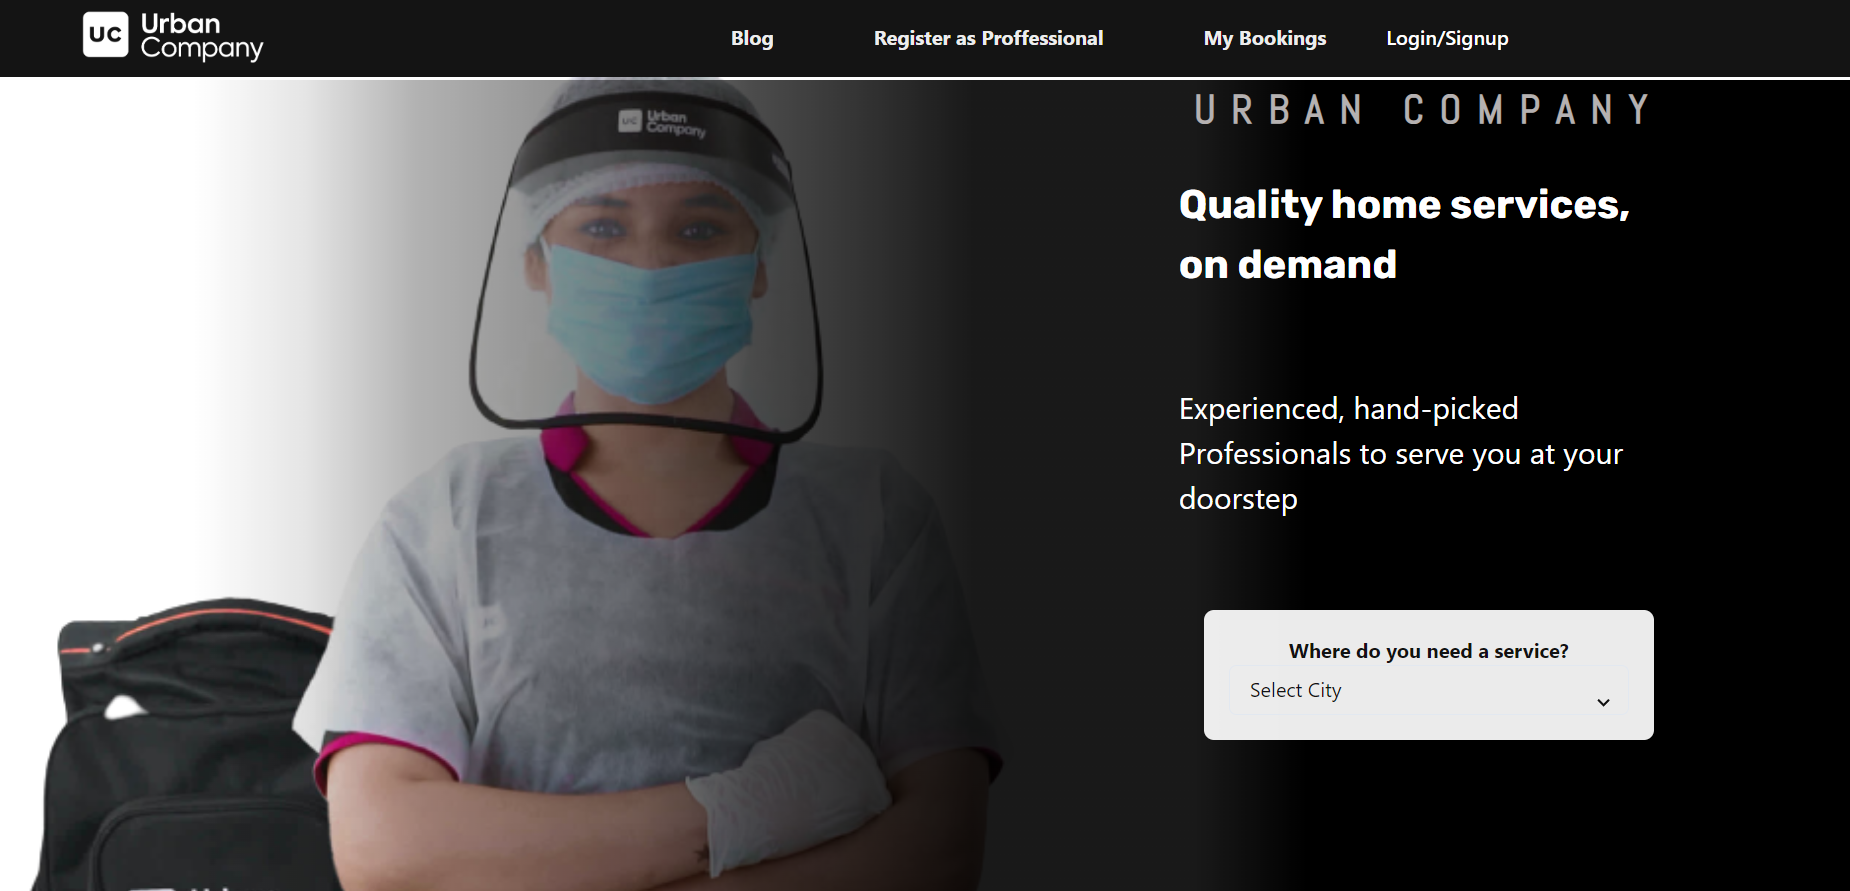 UC Urban
Company
Blog
Register as Proffessional
My Bookings
Login/Signup
UC Urban
Company
URBAN COMPANY
Quality home services,
on demand
Experienced, hand-picked
Professionals to serve you at your
doorstep
Where do you need a service?
Select City